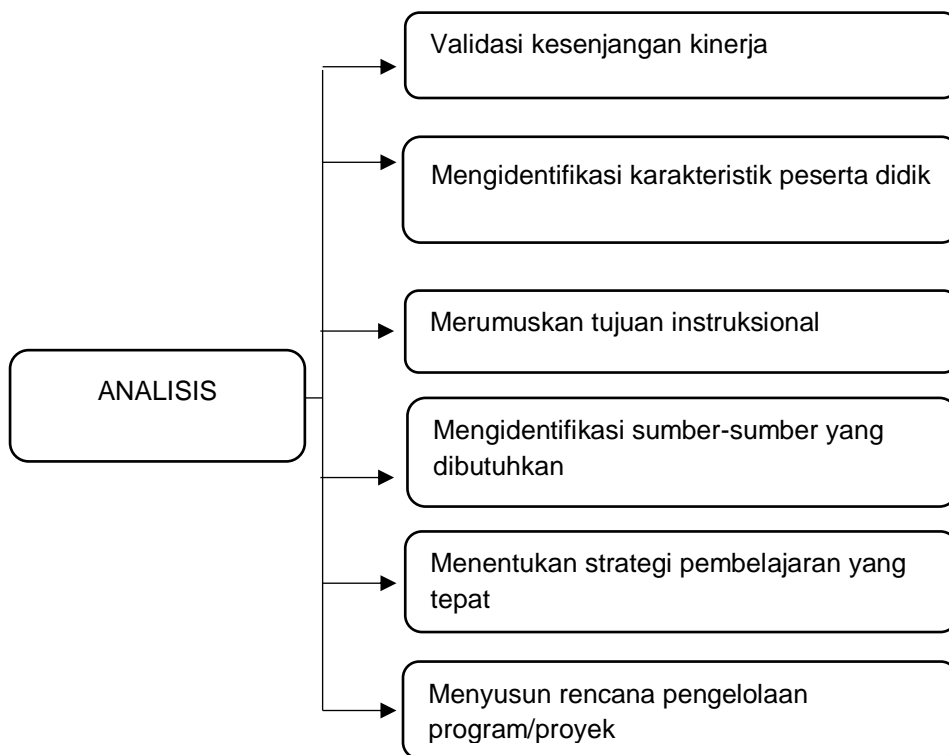 Validasi kesenjangan kinerja
Mengidentifikasi karakteristik peserta didik
Merumuskan tujuan instruksional
ANALISIS
Mengidentifikasi sumber-sumber yang
dibutuhkan
Menentukan strategi pembelajaran yang
tepat
Menyusun rencana pengelolaan
program/proyek